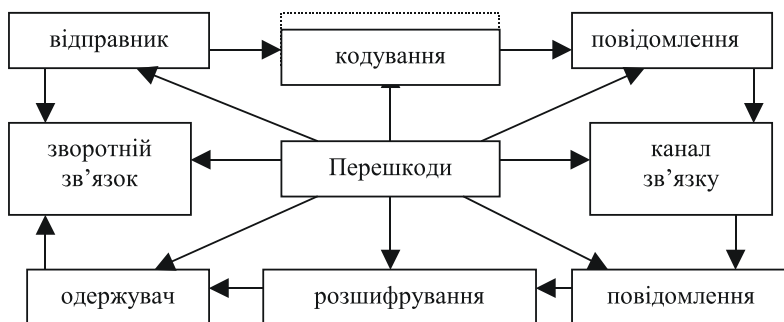 відправник
кодування
повідомлення
зворотній
зв’язок
Перешкоди
канал
зв’язку
одержувач
розшифрування
повідомлення